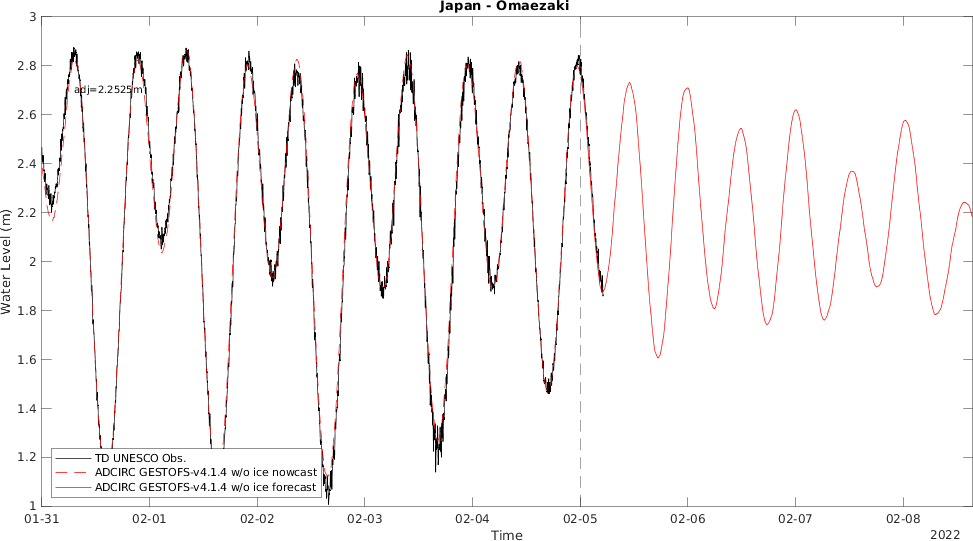 Japan - Omaezaki
3
2.8
adj=2.2525m
2.6
2.4
2.2
Water Level (m)
2
1.8
1.6
1.4
1.2
1
TD UNESCO Obs.
ADCIRC GESTOFS-v4.1.4 w/o ice nowcast
ADCIRC GESTOFS-v4.1.4 w/o ice forecast
01-31 02-01 02-02 02-03 02-04 02-05 02-06 02-07 02-08
Time
2022